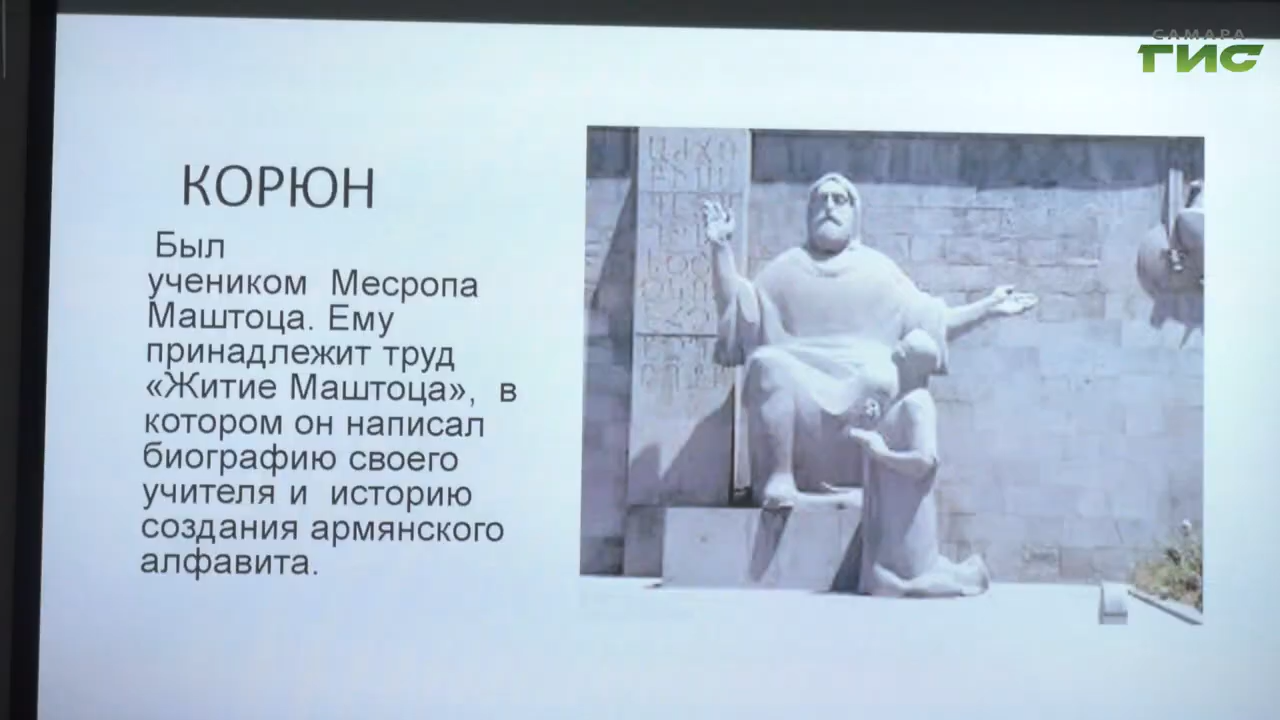 САМАРА
ГИС
КОРЮН
Был
учеником Месропа
Маштоца. Ему
принадлежит труд
«Житие Маштоца», в
котором он написал
биографию своего
учителя и историю
создания армянского
алфавита.